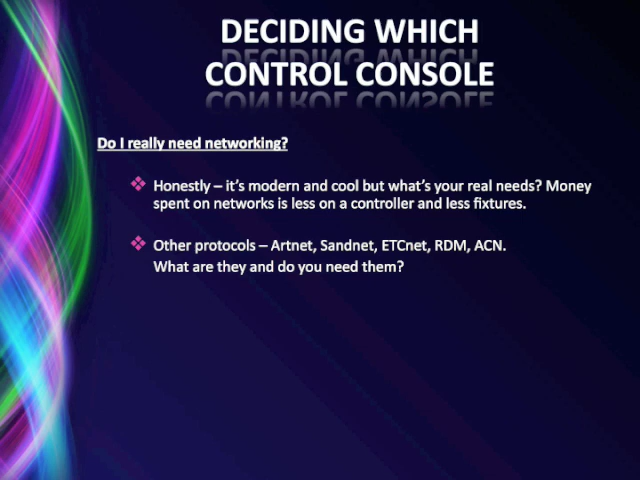 DECIDING WHICH
CONTROL CONSOLE
Do I really need networking?
❖ Honestly – it's modern and cool but what's your real needs? Money
spent on networks is less on a controller and less fixtures.
❖ Other protocols – Artnet, Sandnet, ETCnet, RDM, ACN.
What are they and do you need them?